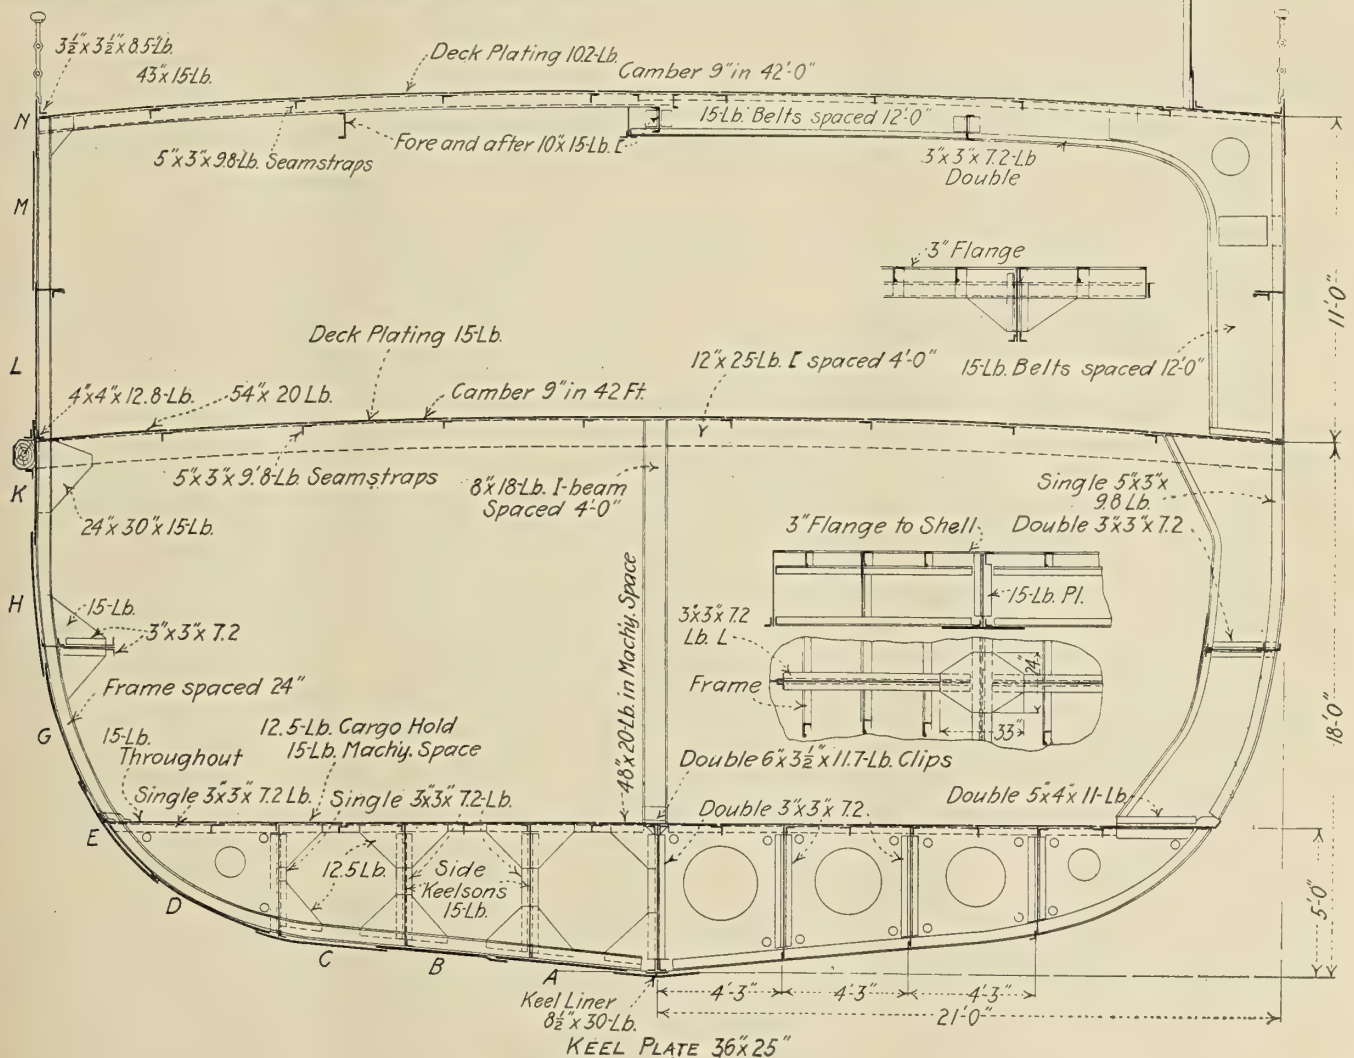 3½"x3½"x8.5-Lb.
43"x15-Lb.
Deck Plating 10.2-Lb.
Camber 9" in 42'-0"
N
5"x3"x9.8-Lb. Seamstraps
Fore and after 10"x15-Lb. [
15-Lb. Belts spaced 12'-0"
3"x3"x7.2-Lb
Double
M
3" Flange
11'-0"
Deck Plating 15-Lb.
12"x25-Lb. [ spaced 4'-0"
15-Lb. Belts spaced 12'-0"
L
4"x4"x12.8-Lb.
54"x20 Lb.
Camber 9" in 42 Ft.
5"x3"x9'.8-Lb. Seamstraps
8"x18-Lb. I-beam
Spaced 4'-0"
Single 5"x3"x
9.8 Lb.
K
24"x30"x15-Lb.
3" Flange to Shell
Double 3"x3"x7.2
H
15-Lb.
3"x3"x7.2
48"x20-Lb. in Machy. Space
15-Lb. Pl.
3"x3"x7.2
Lb. L
24"
Frame
33"
Frame spaced 24"
G
18'-0"
15-Lb.
Throughout
12.5-Lb. Cargo Hold
15-Lb. Machy. Space
Double 6"x3½"x11.7-Lb. Clips
Single 3"x3"x7.2 Lb.
Single 3"x3"x7.2-Lb.
Double 3"x3"x7.2
Double 5"x4"x11-Lb
E
12.5 Lb.
Side
Keelsons
15-Lb.
D
5'-0"
C
B
A
Keel Liner
8½"x30-Lb.
4'-3"
4'-3"
4'-3"
21'-0"
KEEL PLATE 36"x25"